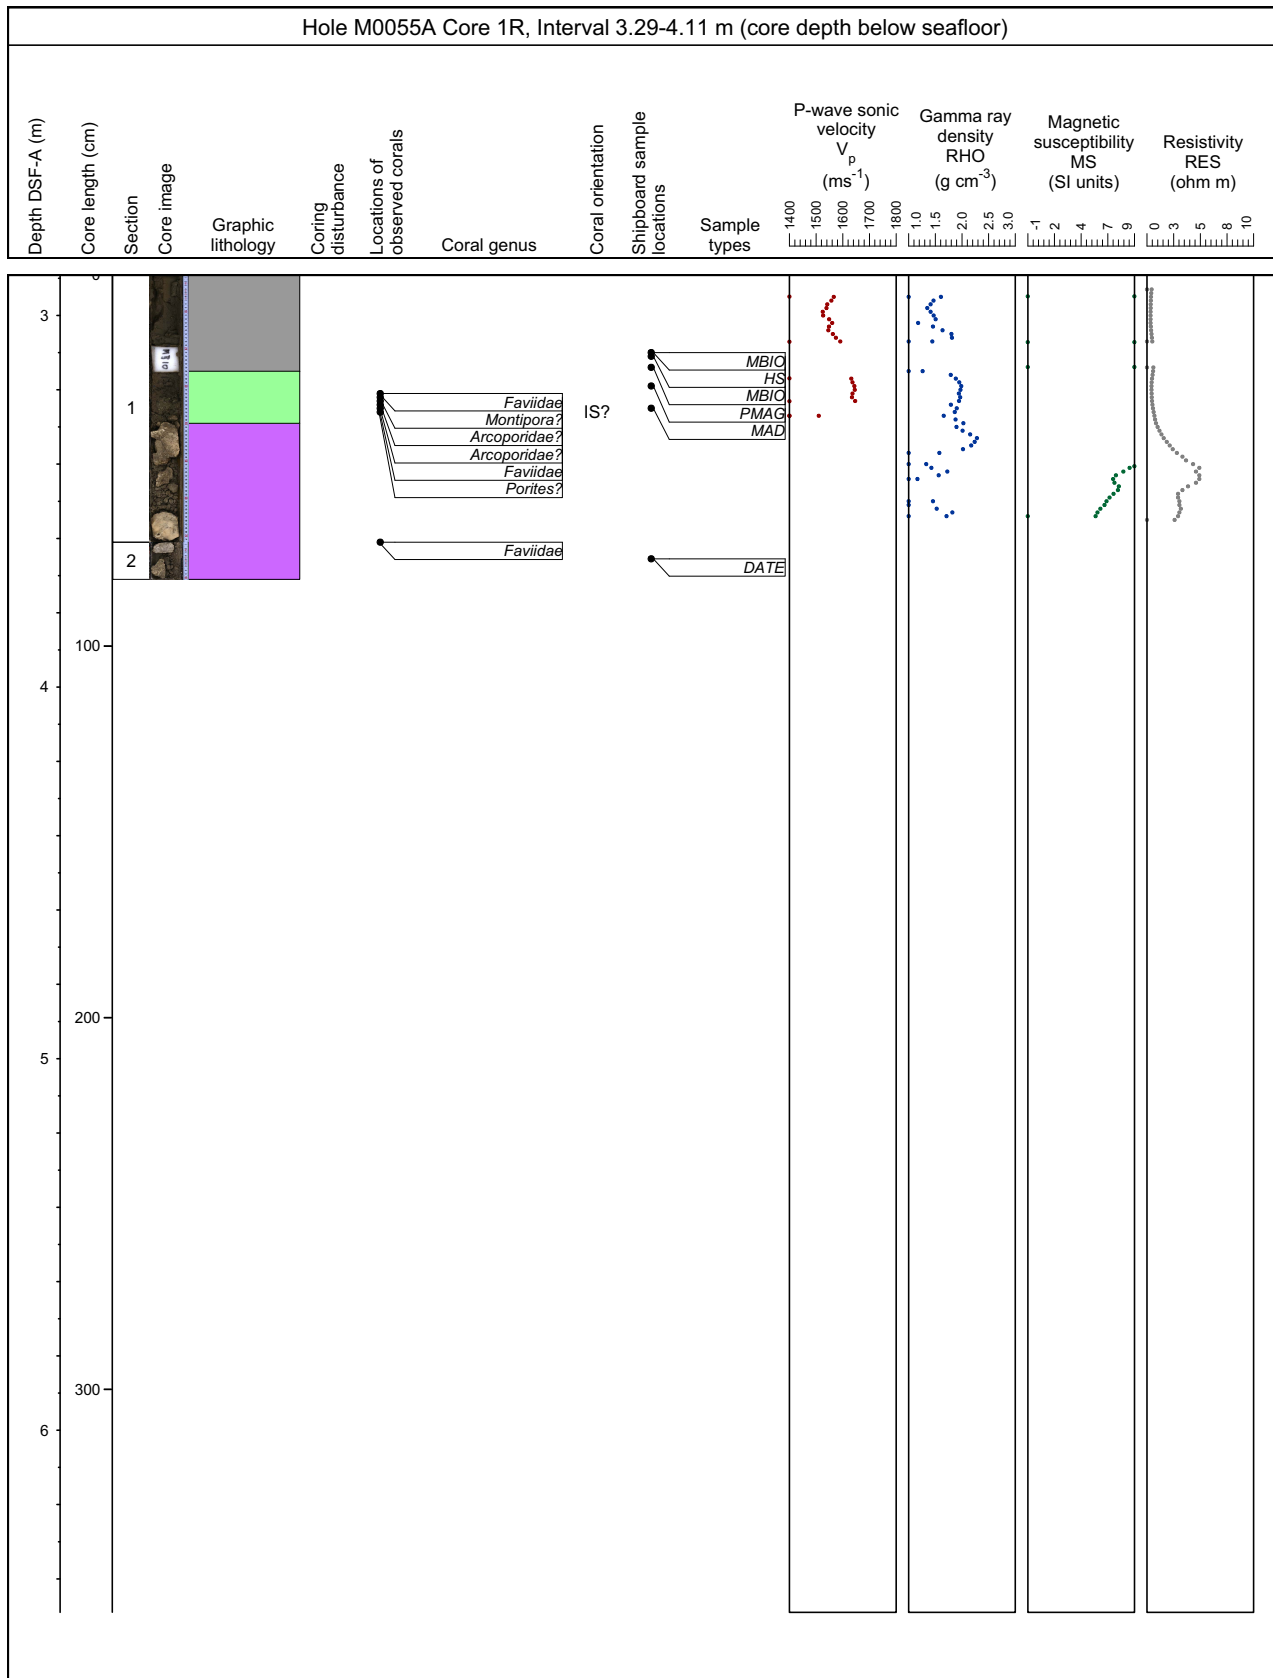 Hole M0055A Core 1R, Interval 3.29-4.11 m (core depth below seafloor)
Depth DSF-A (m)
Core length (cm)
Section
Core image
Graphic
lithology
Coring
disturbance
Locations of
observed corals
Coral genus
Coral orientation
Shipboard sample
locations
Sample
types
P-wave sonic
velocity
Vp
(ms-1)
1400 1500 1600 1700 1800
Gamma ray
density
RHO
(g cm-3)
1.0 1.5 2.0 2.5 3.0
Magnetic
susceptibility
MS
(SI units)
-1 2 4 7 9
Resistivity
RES
(ohm m)
0 3 5 8 10
0
3
MBIO
HS
MBIO
PMAG
MAD
1
Faviidae
IS?
Montipora?
Arcoporidae?
Arcoporidae?
Faviidae
Porites?
2
Faviidae
DATE
100
4
200
5
300
6